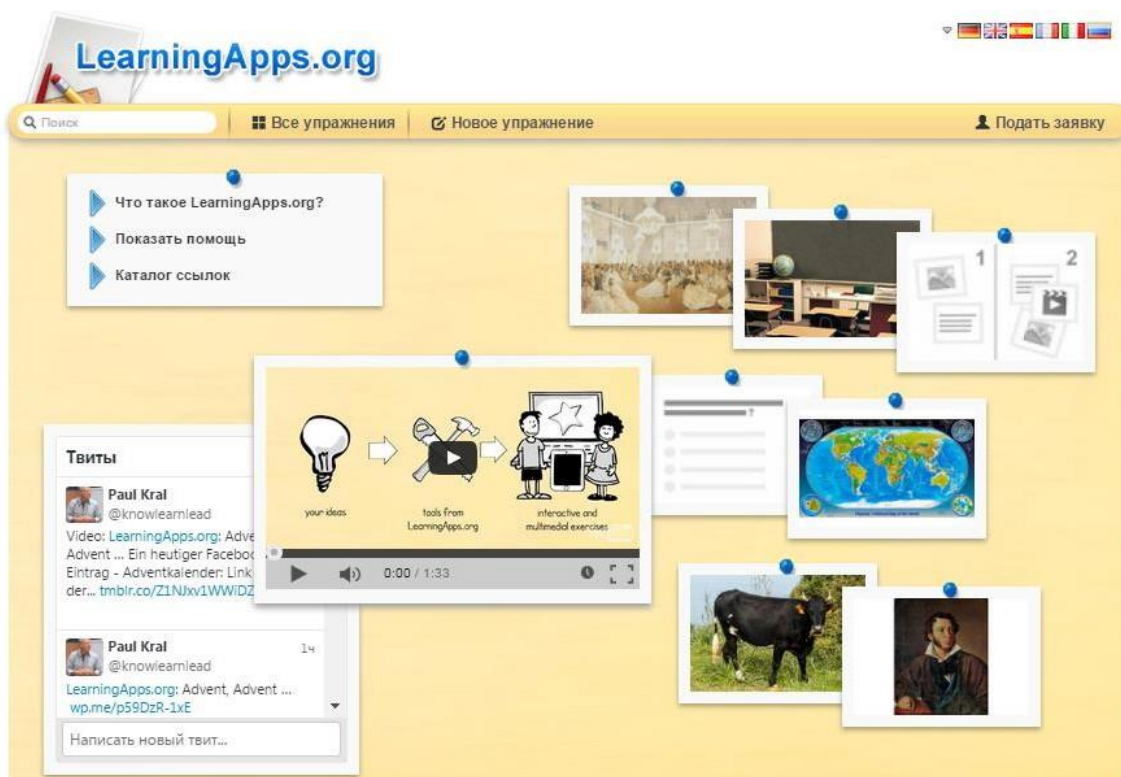 LearningApps.org
Поиск
Все упражнения
Новое упражнение
Подать заявку
Что такое LearningApps.org?
Показать помощь
Каталог ссылок
1
2
?
your ideas
tools from
LearningApps.org
interactive and
multimedial exercises
0:00 / 1:33
Твиты
Paul Kral
@knowlearnlead
Video: LearningApps.org: Adve
Advent ... Ein heutiger Faceboo
Eintrag - Adventkalender: Link
der... tmblr.co/Z1NJxv1WWiDZ
Paul Kral
1ч
@knowlearnlead
LearningApps.org: Advent, Advent ...
wp.me/p59DzR-1xE
Написать новый твит...